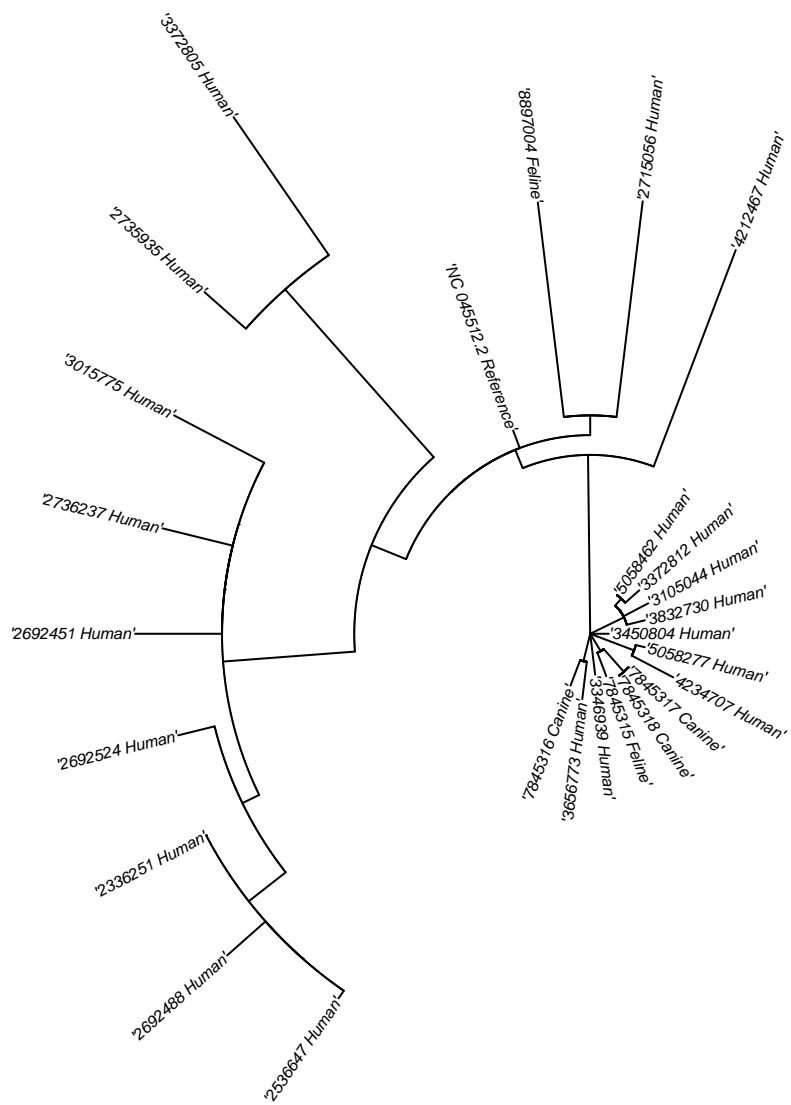 '3372805 Human'
'8897004 Feline'
'2715056 Human'
'4212467 Human'
'2735935 Human'
'NC 045512.2 Reference'
'3015775 Human'
'2736237 Human'
'5058462 Human'
'3372812 Human'
'3105044 Human'
'3832730 Human'
'2692451 Human'
'3450804 Human'
'5058277 Human'
'4234707 Human'
'7845317 Canine'
'7845318 Canine'
'7845315 Feline'
'3346939 Human'
'3656773 Human'
'7845316 Canine'
'2692524 Human'
'2336251 Human'
'2692488 Human'
'2536647 Human'